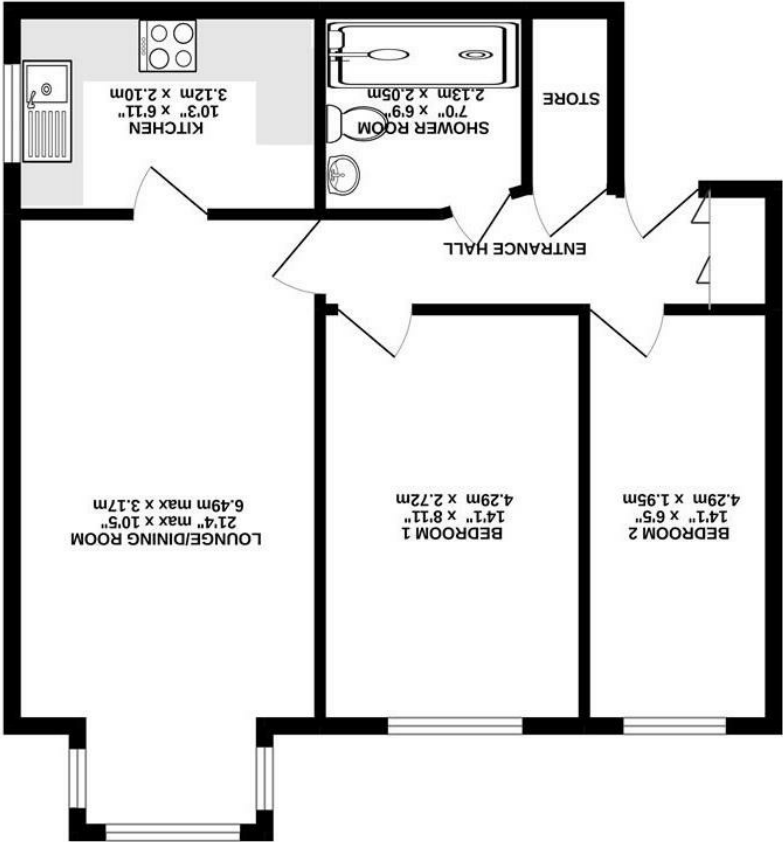 LOUNGE/DINING ROOM
21'4" max x 10'5"
6.49m max x 3.17m
BEDROOM 1
14'1" x 8'11"
4.29m x 2.72m
BEDROOM 2
14'1" x 6'5"
4.29m x 1.95m
ENTRANCE HALL
KITCHEN
10'3" x 6'11"
3.12m x 2.10m
SHOWER ROOM
7'0" x 6'9"
2.13m x 2.05m
STORE